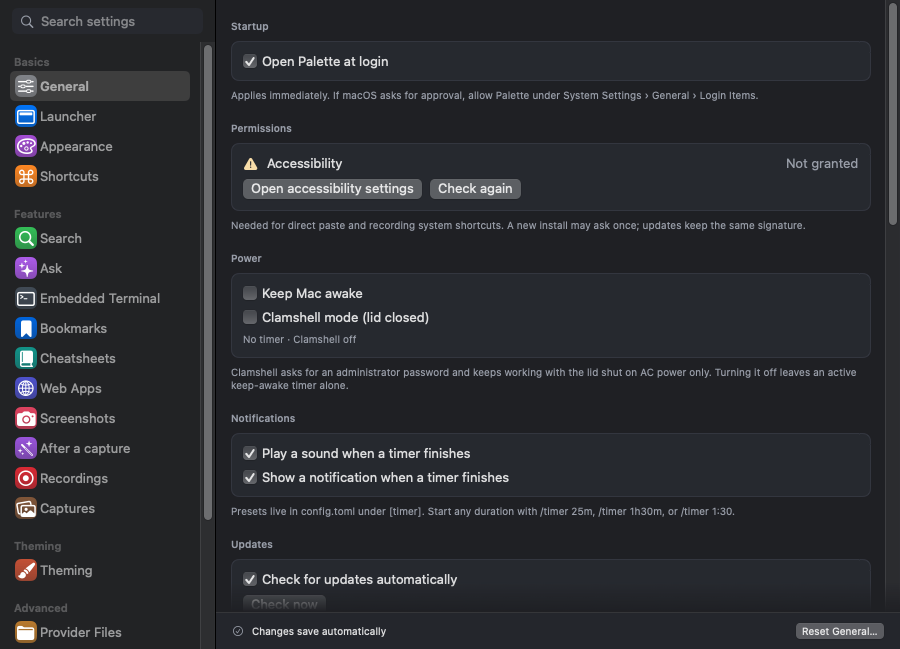 Search settings
Basics
General
Launcher
Appearance
Shortcuts
Features
Search
Ask
Embedded Terminal
Bookmarks
Cheatsheets
Web Apps
Screenshots
After a capture
Recordings
Captures
Theming
Theming
Advanced
Provider Files
Startup
Open Palette at login
Applies immediately. If macOS asks for approval, allow Palette under System Settings › General › Login Items.
Permissions
Accessibility
Not granted
Open accessibility settings
Check again
Needed for direct paste and recording system shortcuts. A new install may ask once; updates keep the same signature.
Power
Keep Mac awake
Clamshell mode (lid closed)
No timer · Clamshell off
Clamshell asks for an administrator password and keeps working with the lid shut on AC power only. Turning it off leaves an active
keep-awake timer alone.
Notifications
Play a sound when a timer finishes
Show a notification when a timer finishes
Presets live in config.toml under [timer]. Start any duration with /timer 25m, /timer 1h30m, or /timer 1:30.
Updates
Check for updates automatically
Check now
Changes save automatically
Reset General...